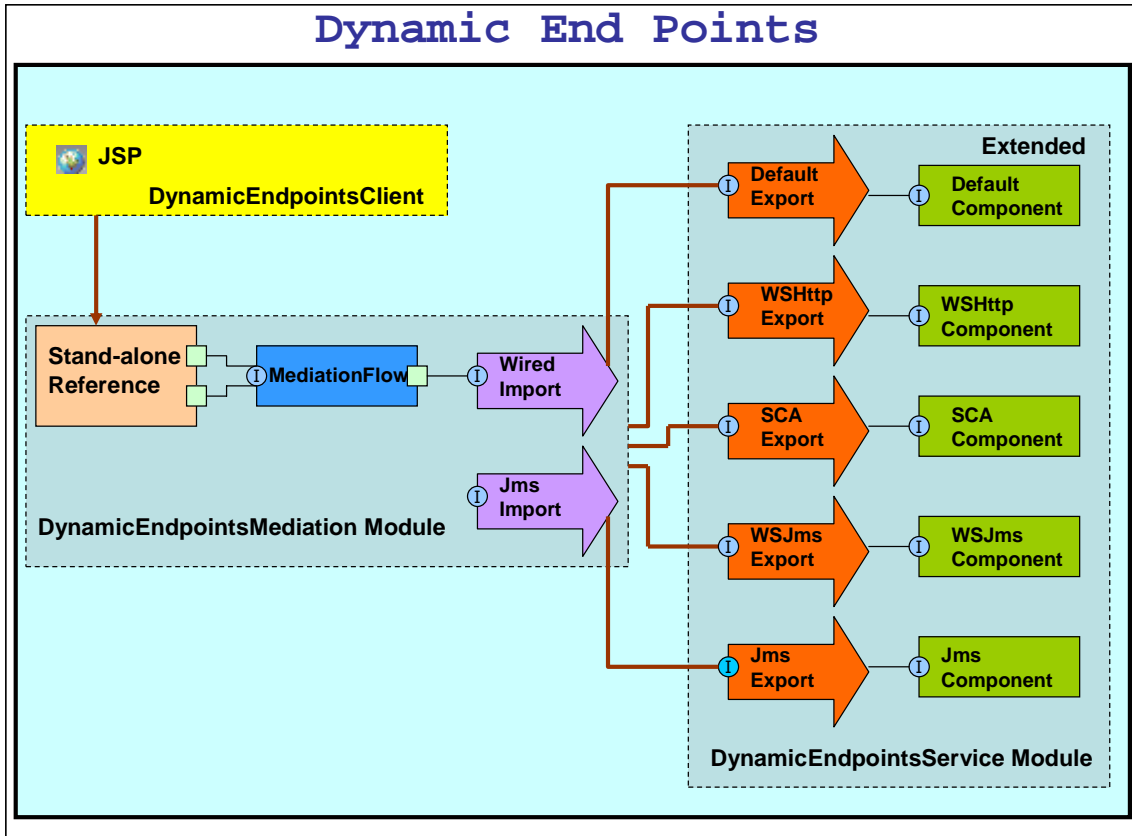 Dynamic End Points
JSP
DynamicEndpointsClient
Stand-alone
Reference
I
MediationFlow
I
Wired
Import
I
Jms
Import
DynamicEndpointsMediation Module
Extended
I
Default
Export
I
Default
Component
I
WSHttp
Export
I
WSHttp
Component
I
SCA
Export
I
SCA
Component
I
WSJms
Export
I
WSJms
Component
I
Jms
Export
I
Jms
Component
DynamicEndpointsService Module